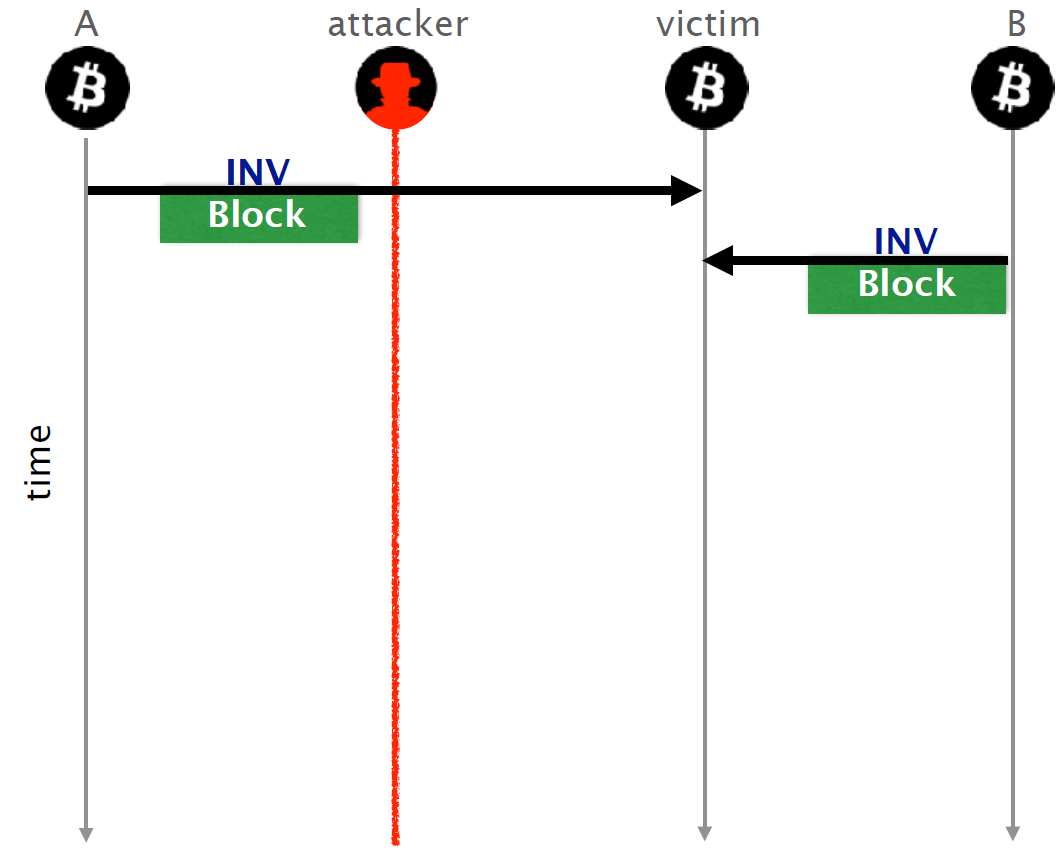 A
attacker
victim
B
INV
Block
INV
Block
time